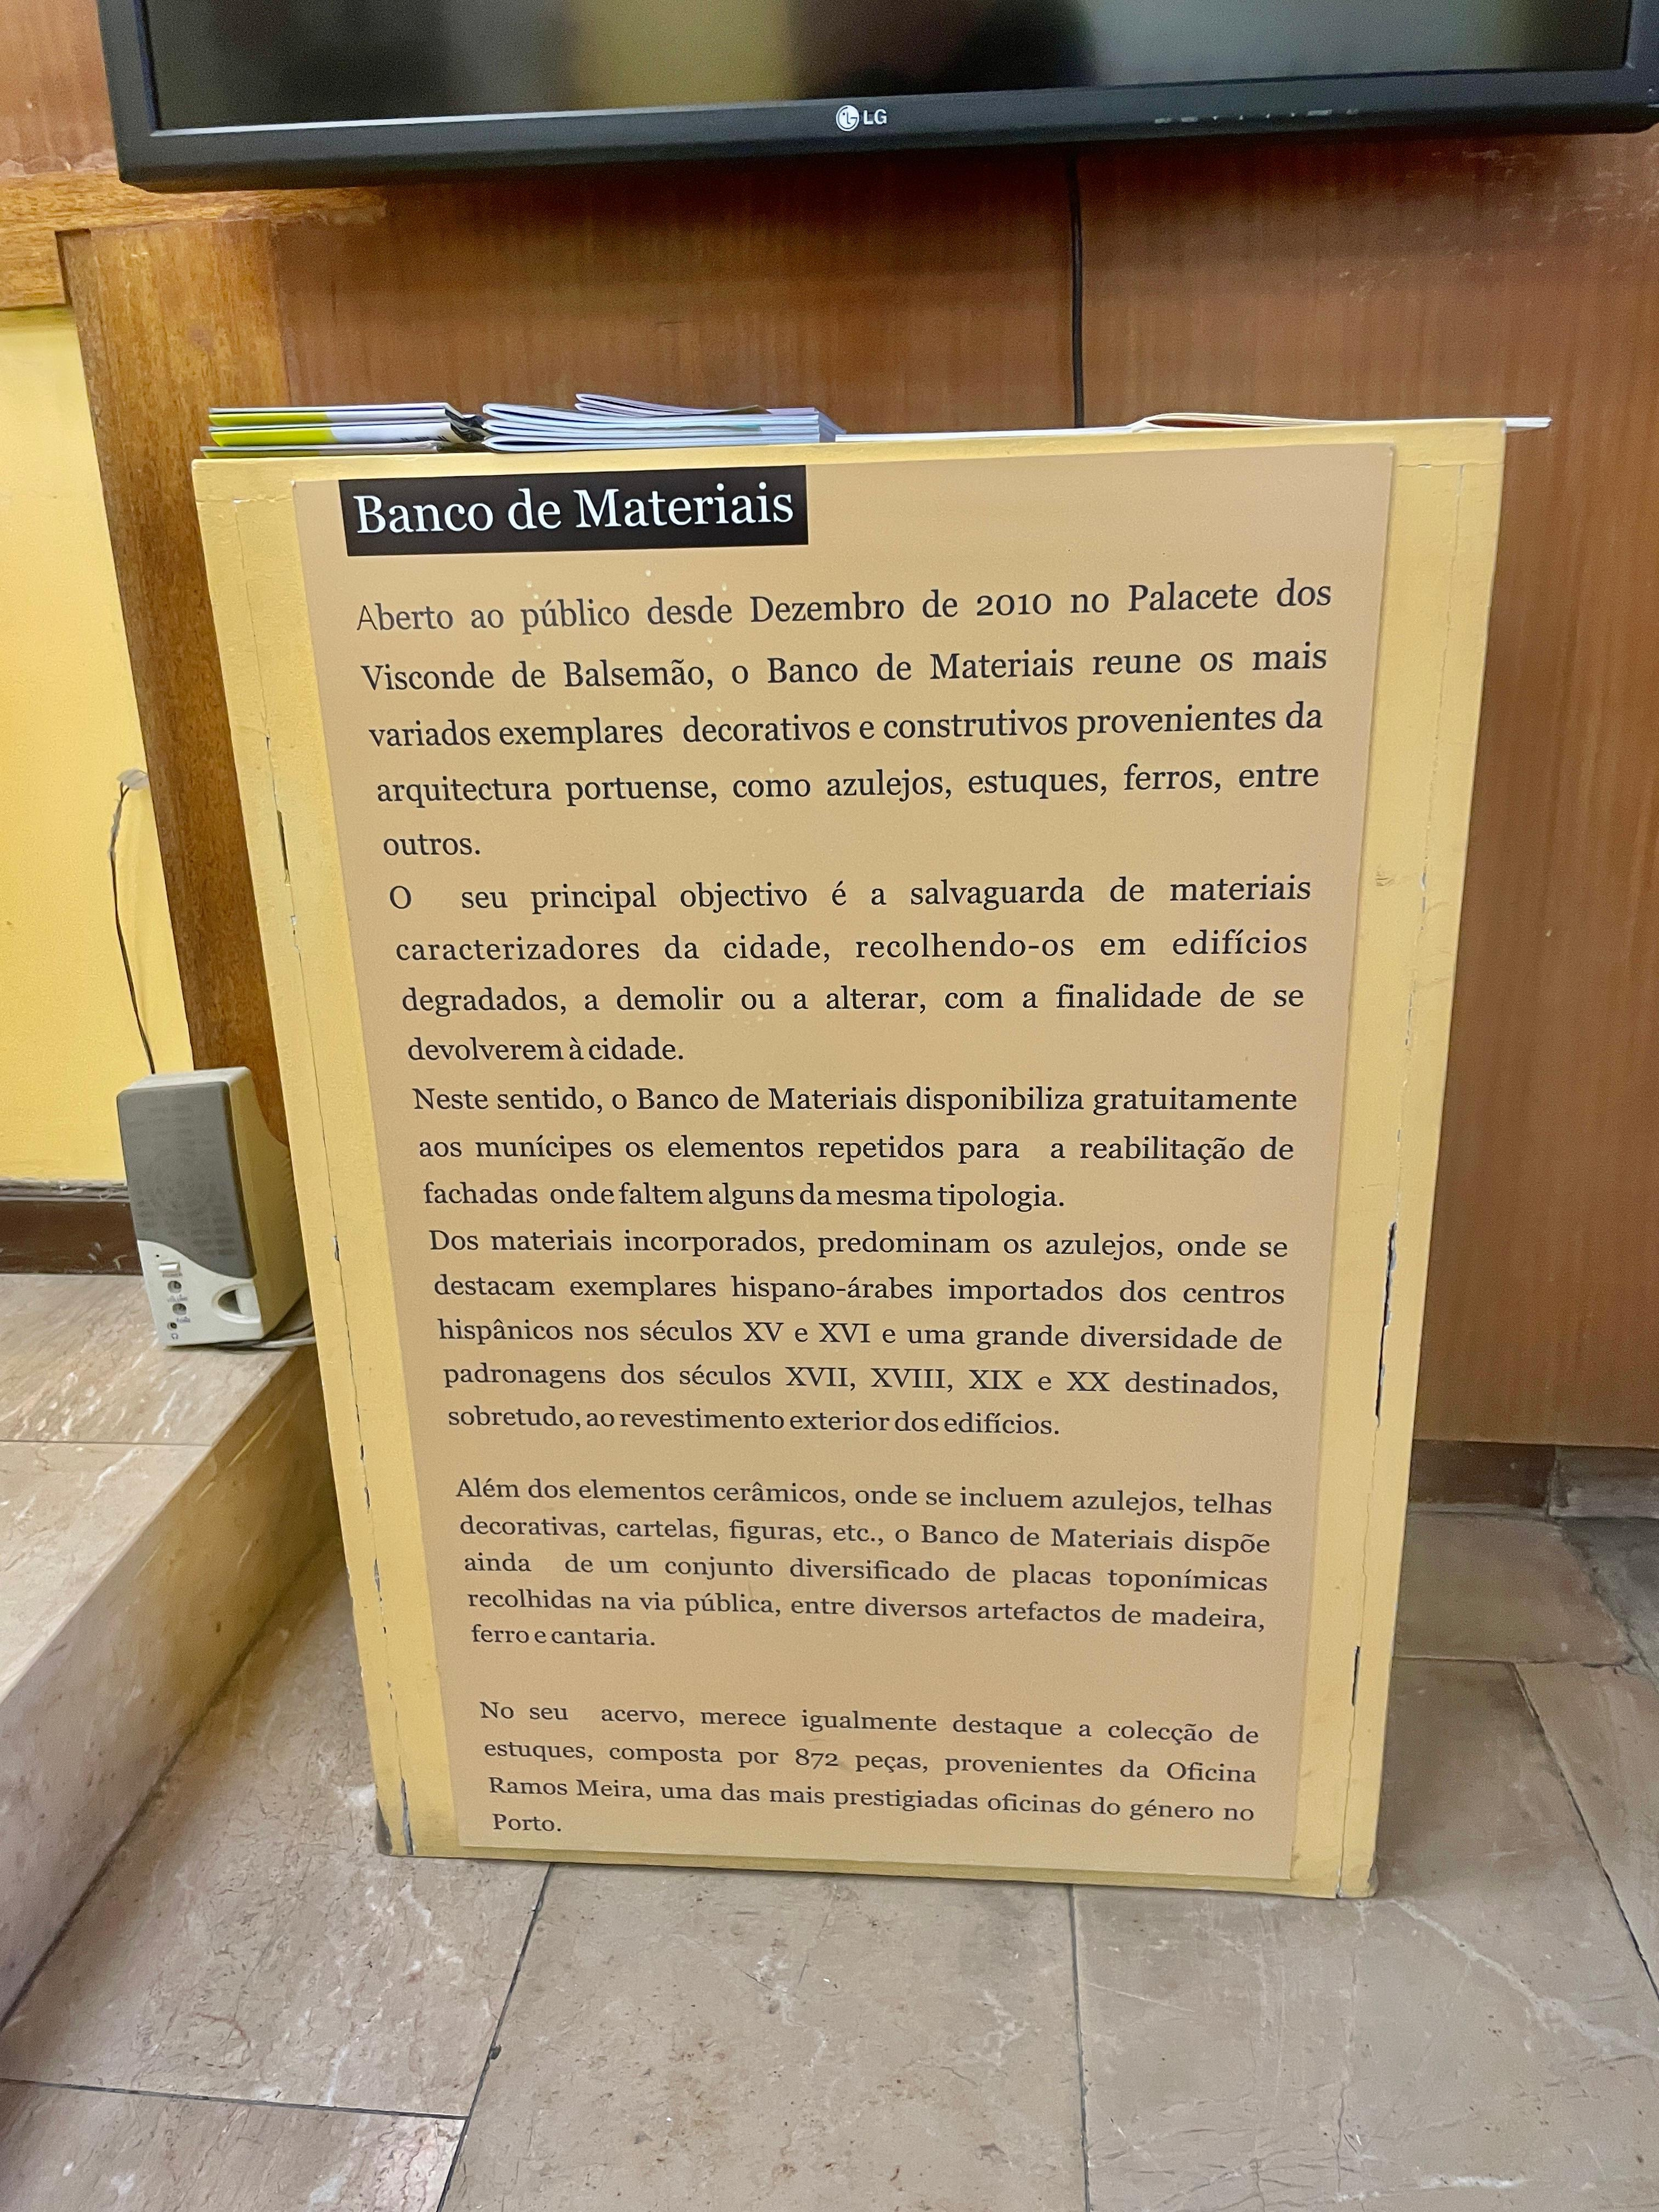 LG
Banco de Materiais
Aberto ao público desde Dezembro de 2010 no Palacete dos
Visconde de Balsemão, o Banco de Materiais reune os mais
variados exemplares decorativos e construtivos provenientes da
arquitectura portuense, como azulejos, estuques, ferros, entre
outros.
O seu principal objectivo é a salvaguarda de materiais
caracterizadores da cidade, recolhendo-os em edifícios
degradados, a demolir ou a alterar, com a finalidade de se
devolverem à cidade.
Neste sentido, o Banco de Materiais disponibiliza gratuitamente
aos munícipes os elementos repetidos para a reabilitação de
fachadas onde faltem alguns da mesma tipologia.
Dos materiais incorporados, predominam os azulejos, onde se
destacam exemplares hispano-árabes importados dos centros
hispânicos nos séculos XV e XVI e uma grande diversidade de
padronagens dos séculos XVII, XVIII, XIX e XX destinados,
sobretudo, ao revestimento exterior dos edifícios.
Além dos elementos cerâmicos, onde se incluem azulejos, telhas
decorativas, cartelas, figuras, etc., o Banco de Materiais dispõe
ainda de um conjunto diversificado de placas toponímicas
recolhidas na via pública, entre diversos artefactos de madeira,
ferro e cantaria.
No seu acervo, merece igualmente destaque a colecção de
estuques, composta por 872 peças, provenientes da Oficina
Ramos Meira, uma das mais prestigiadas oficinas do género no
Porto.